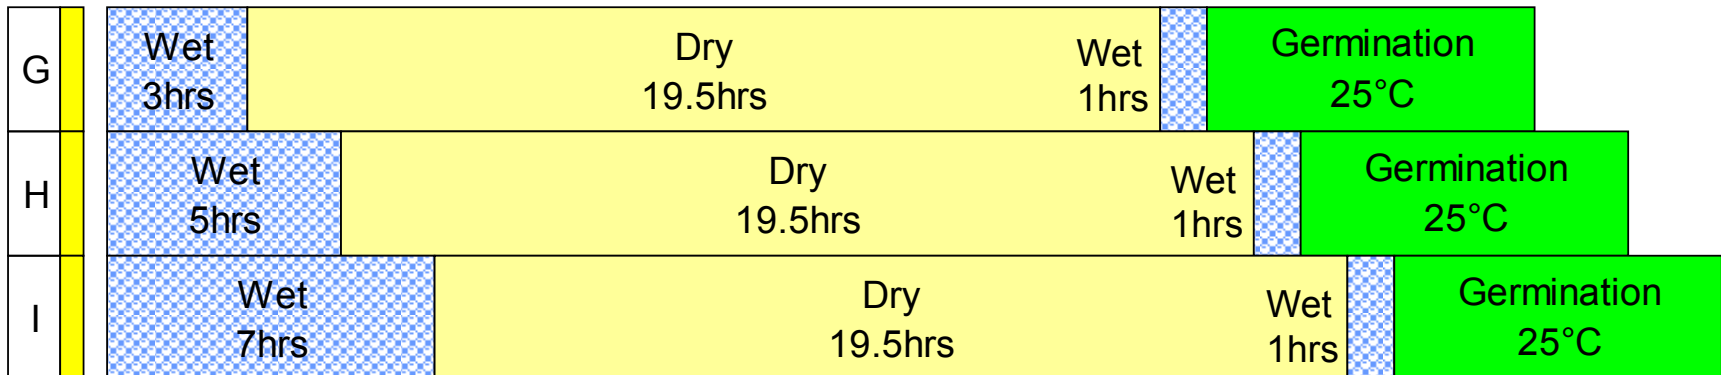 G
Wet
3hrs
Dry
19.5hrs
Wet
1hrs
Germination
25°C
H
Wet
5hrs
Dry
19.5hrs
Wet
1hrs
Germination
25°C
I
Wet
7hrs
Dry
19.5hrs
Wet
1hrs
Germination
25°C